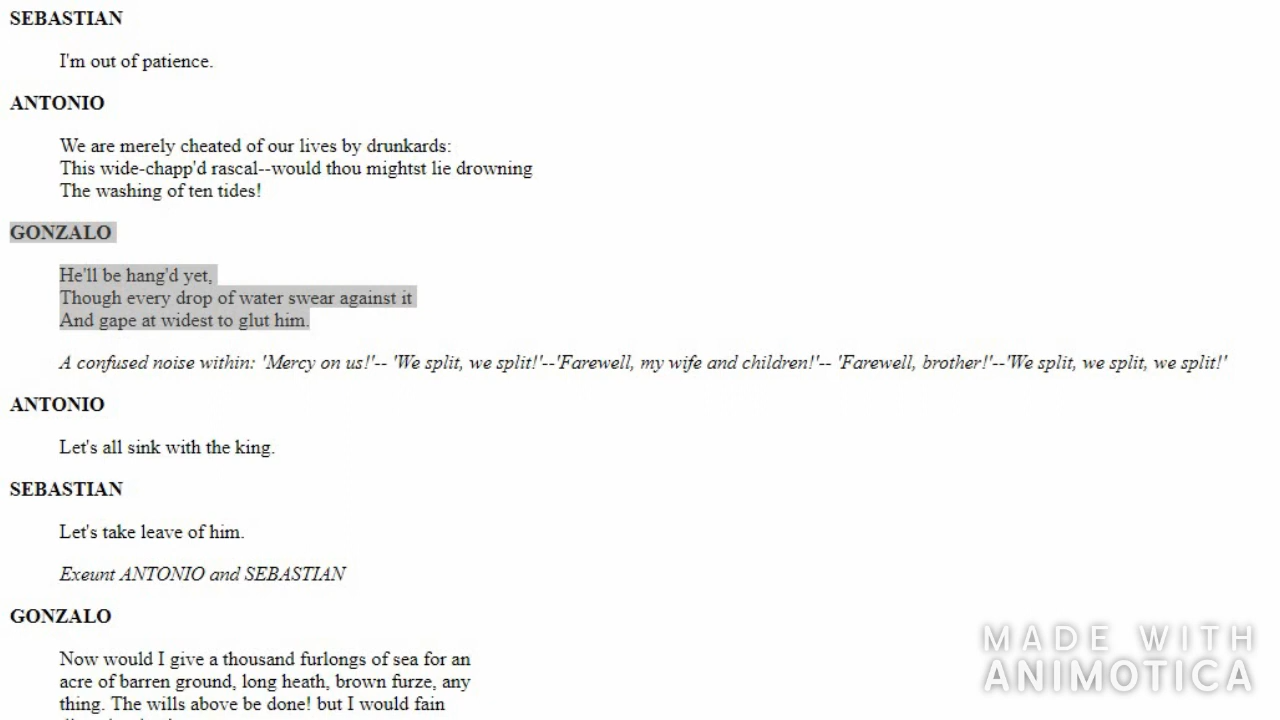 SEBASTIAN
I'm out of patience.
ANTONIO
We are merely cheated of our lives by drunkards:
This wide-chapp'd rascal--would thou mightst lie drowning
The washing of ten tides!
GONZALO
He'll be hang'd yet,
Though every drop of water swear against it
And gape at widest to glut him.
A confused noise within: 'Mercy on us!'-- 'We split, we split!'--'Farewell, my wife and children!'-- 'Farewell, brother!'--'We split, we split, we split!'
ANTONIO
Let's all sink with the king.
SEBASTIAN
Let's take leave of him.
Exeunt ANTONIO and SEBASTIAN
GONZALO
Now would I give a thousand furlongs of sea for an
acre of barren ground, long heath, brown furze, any
thing. The wills above be done! but I would fain
MADE WITH
ANIMOTICA